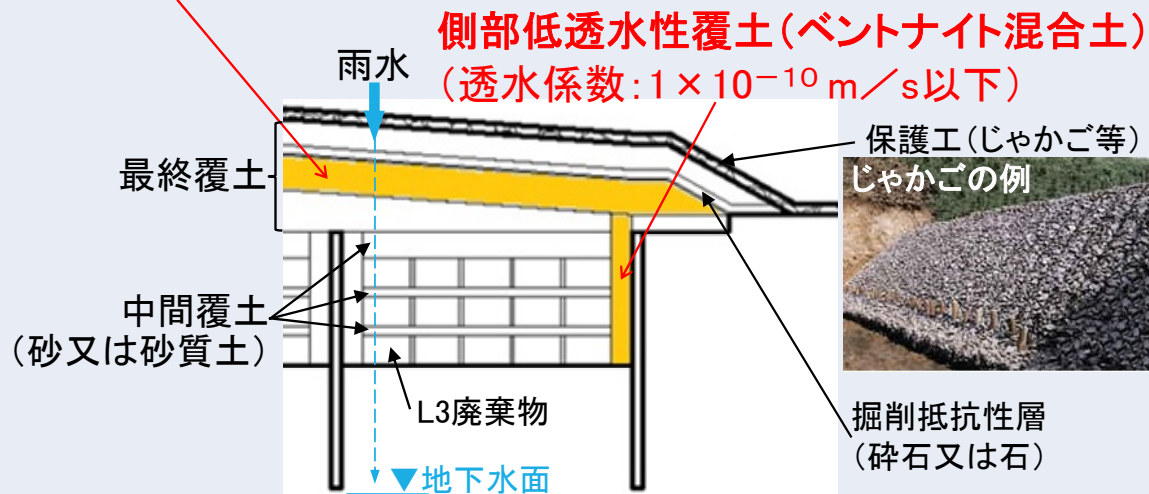 側部低透水性覆土（ベントナイト混合土）
（透水係数：1×10⁻¹⁰m／s以下）
雨水
保護工（じゃかご等）
じゃかごの例
最終覆土
中間覆土
（砂又は砂質土）
L3廃棄物
掘削抵抗性層
（砕石又は石）
▼地下水面